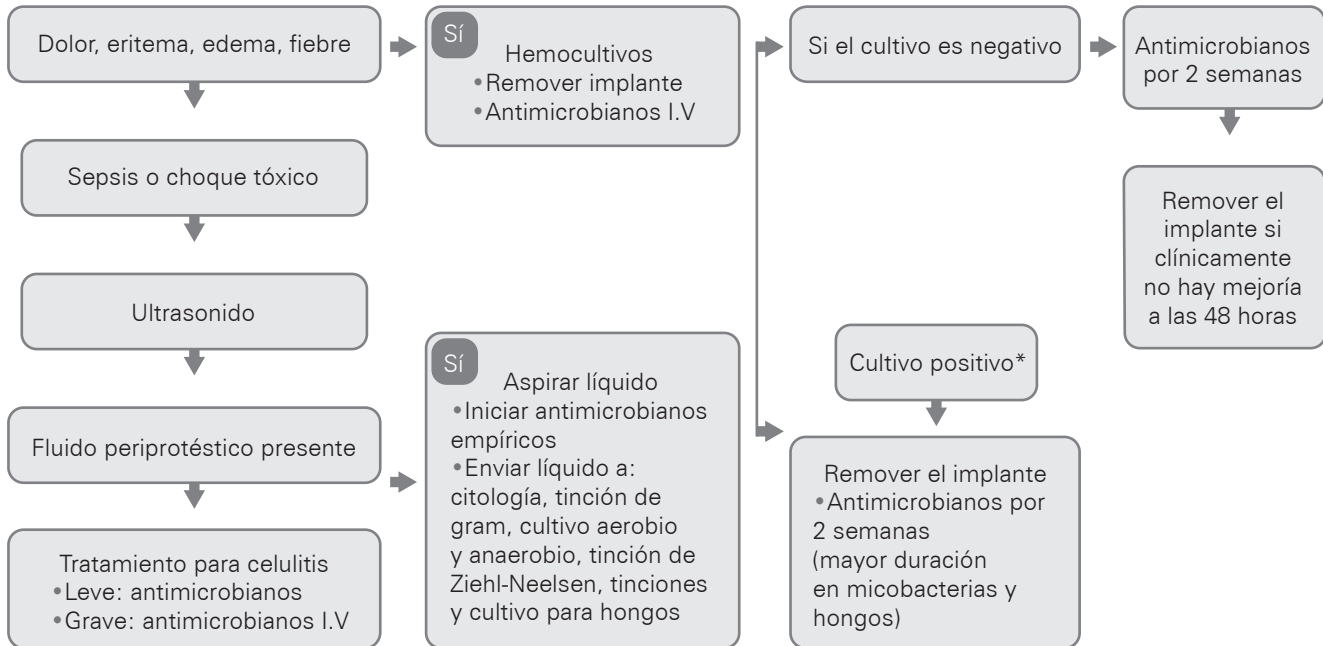 Dolor, eritema, edema, fiebre
Sepsis o choque tóxico
Ultrasonido
Fluido periprotéstico presente
Tratamiento para celulitis
•Leve: antimicrobianos
•Grave: antimicrobianos I.V
Sí
Hemocultivos
•Remover implante
•Antimicrobianos I.V
Sí
Aspirar líquido
•Iniciar antimicrobianos
empíricos
•Enviar líquido a:
citología, tinción de
gram, cultivo aerobio
y anaerobio, tinción de
Ziehl-Neelsen, tinciones
y cultivo para hongos
Si el cultivo es negativo
Cultivo positivo*
Remover el implante
•Antimicrobianos por
2 semanas
(mayor duración
en micobacterias y
hongos)
Antimicrobianos
por 2 semanas
Remover el
implante si
clínicamente
no hay mejoría
a las 48 horas